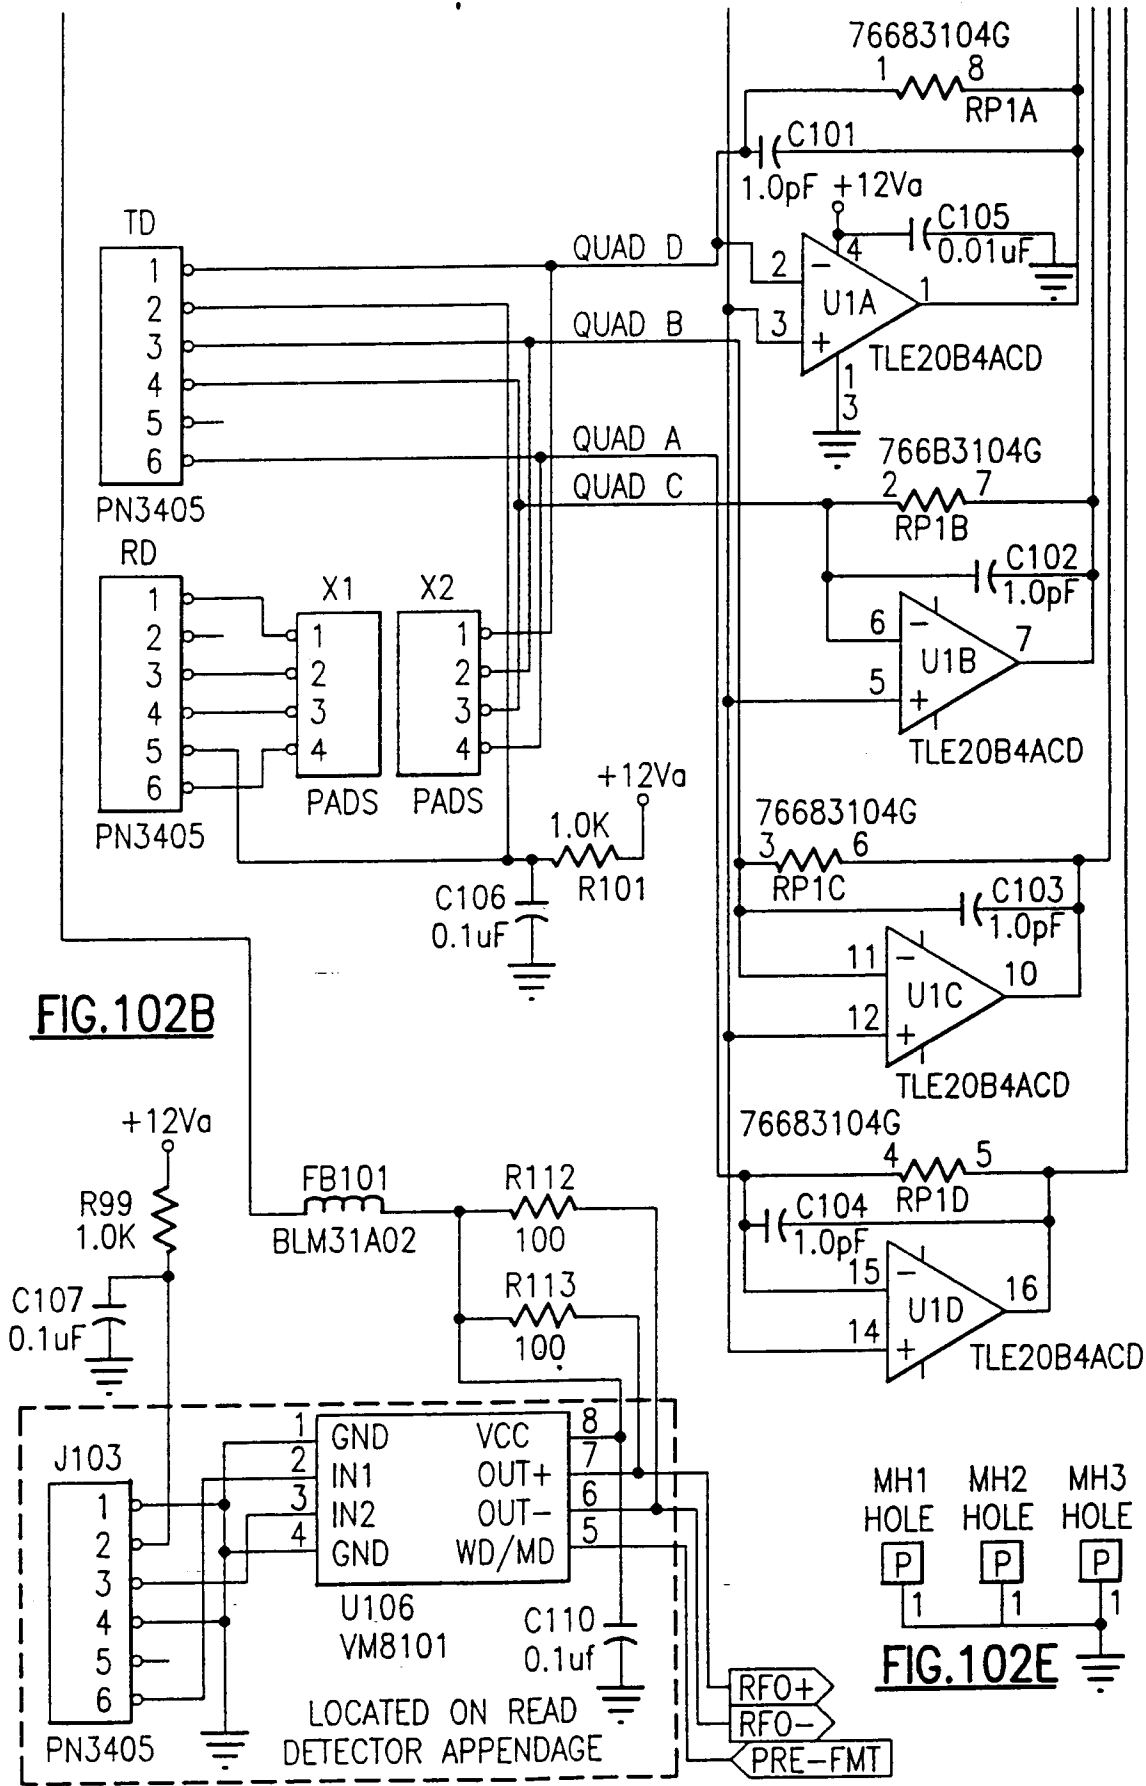 76683104G
1 8
RP1A
C101
1.0pF +12Va
C105
0.01uF
4
2 −
U1A
1
3 +
TLE20B4ACD
1
3
TD
1
2
3
4
5
6
PN3405
QUAD D
QUAD B
QUAD A
QUAD C
766B3104G
2 7
RP1B
C102
1.0pF
6 −
U1B
7
5 +
TLE20B4ACD
RD
1
2
3
4
5
6
PN3405
X1
1
2
3
4
PADS
X2
1
2
3
4
PADS
+12Va
1.0K
R101
C106
0.1uF
76683104G
3 6
RP1C
C103
1.0pF
11 −
U1C
10
12 +
TLE20B4ACD
FIG.102B
76683104G
4 5
RP1D
C104
1.0pF
15 −
U1D
16
14 +
TLE20B4ACD
+12Va
R99
1.0K
C107
0.1uF
FB101
BLM31A02
R112
100
R113
100
J103
1
2
3
4
5
6
PN3405
1 GND VCC 8
2 IN1 OUT+ 7
3 IN2 OUT− 6
4 GND WD/MD 5
U106
VM8101
C110
0.1uf
LOCATED ON READ
DETECTOR APPENDAGE
RFO+
RFO−
PRE−FMT
MH1 MH2 MH3
HOLE HOLE HOLE
P P P
1 1 1
FIG.102E